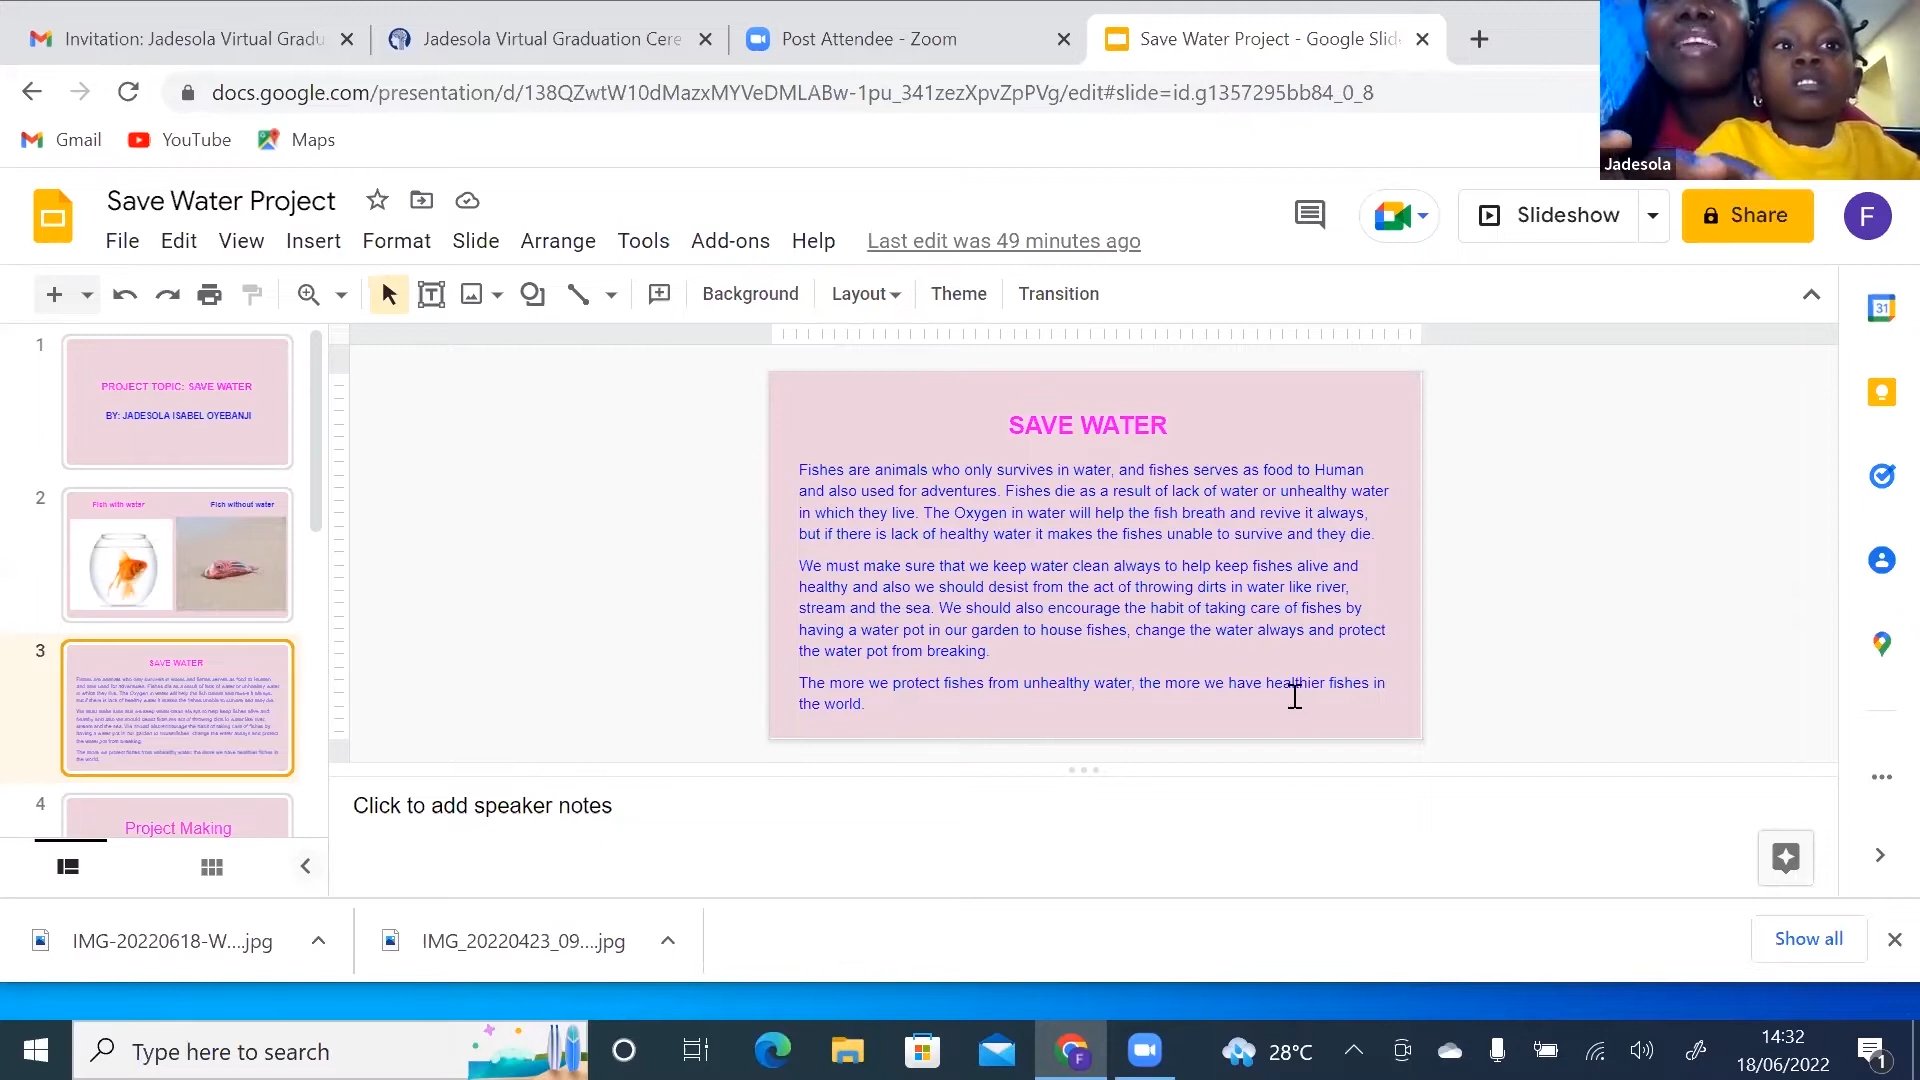 Invitation: Jadesola Virtual Gradu
Jadesola Virtual Graduation Cere
Post Attendee - Zoom
Save Water Project - Google Slid
docs.google.com/presentation/d/138QZwtW10dMazxMYVeDMLABw-1pu_341zezXpvZpPVg/edit#slide=id.g1357295bb84_0_8
Gmail
YouTube
Maps
Jadesola
Save Water Project
File Edit View Insert Format Slide Arrange Tools Add-ons Help
Last edit was 49 minutes ago
Slideshow
Share
F
Background Layout Theme Transition
31
1
PROJECT TOPIC: SAVE WATER
BY: JADESOLA ISABEL OYEBANJI
2
Fish with water
Fich without water
3
SAVE WATER
4
Project Making
SAVE WATER
Fishes are animals who only survives in water, and fishes serves as food to Human
and also used for adventures. Fishes die as a result of lack of water or unhealthy water
in which they live. The Oxygen in water will help the fish breath and revive it always,
but if there is lack of healthy water it makes the fishes unable to survive and they die.
We must make sure that we keep water clean always to help keep fishes alive and
healthy and also we should desist from the act of throwing dirts in water like river,
stream and the sea. We should also encourage the habit of taking care of fishes by
having a water pot in our garden to house fishes, change the water always and protect
the water pot from breaking.
The more we protect fishes from unhealthy water, the more we have healthier fishes in
the world.
Click to add speaker notes
IMG-20220618-W....jpg
IMG_20220423_09....jpg
Show all
Type here to search
F
28°C
14:32
18/06/2022
1